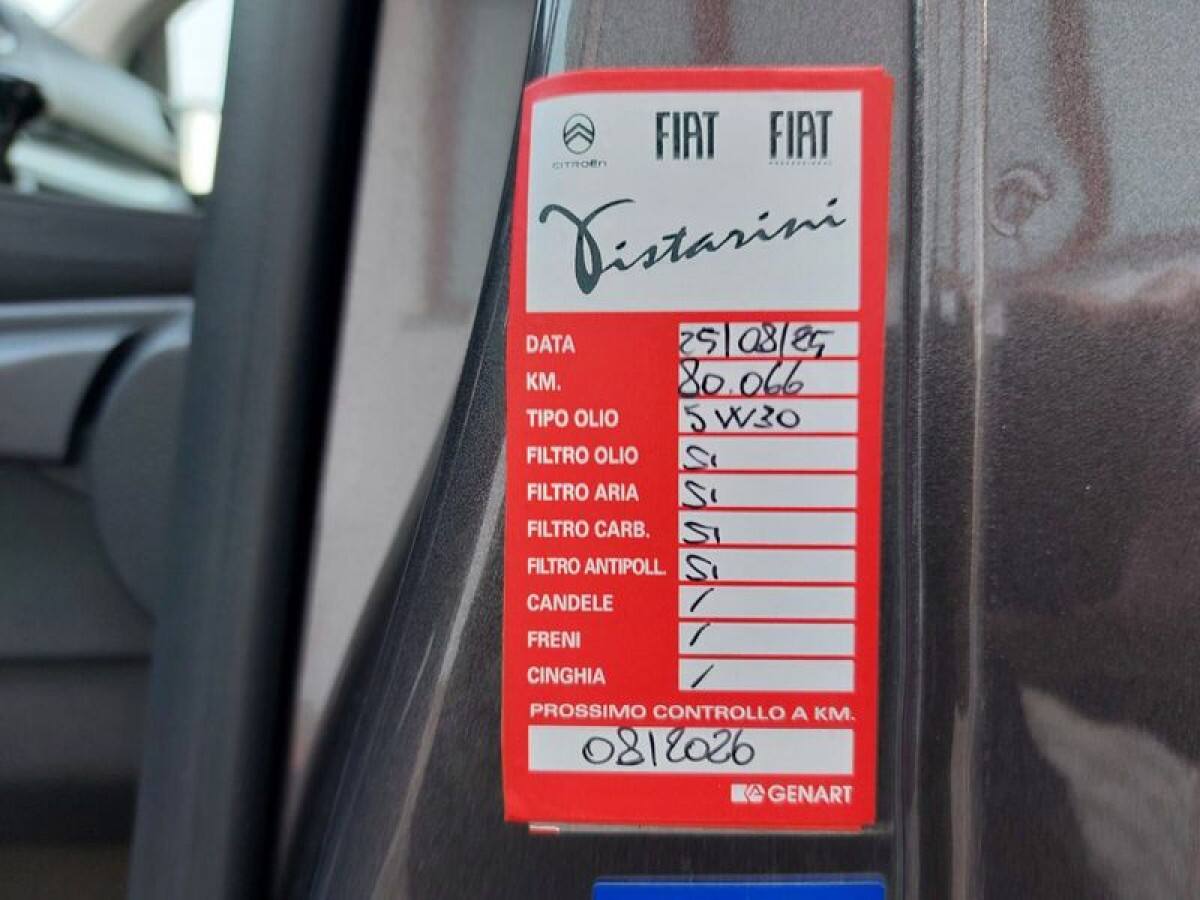 CITROËN FIAT FIAT
PROFESSIONAL
Vistarini
DATA 25/08/25
KM. 80.066
TIPO OLIO 5W30
FILTRO OLIO Si
FILTRO ARIA Si
FILTRO CARB. Si
FILTRO ANTIPOLL. Si
CANDELE /
FRENI /
CINGHIA /
PROSSIMO CONTROLLO A KM.
08/2026
GENART